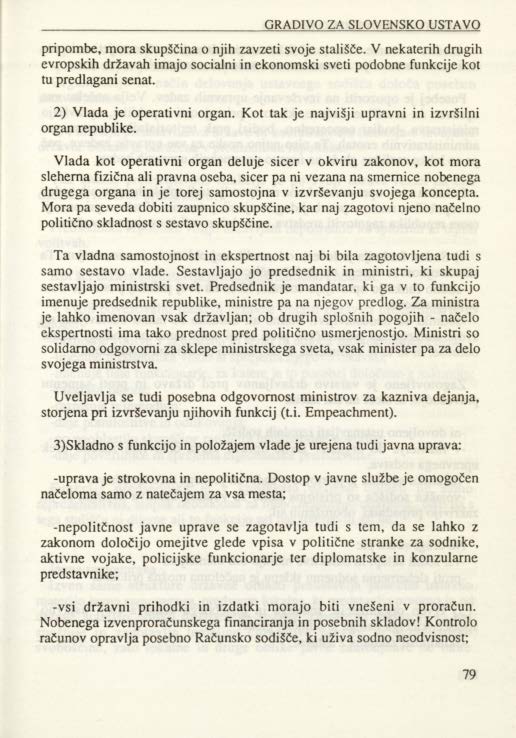 GRADIVO ZA SLOVENSKO USTAVO
pripombe, mora skupščina o njih zavzeti svoje stališče. V nekaterih drugih
evropskih državah imajo socialni in ekonomski sveti podobne funkcije kot
tu predlagani senat.
2) Vlada je operativni organ. Kot tak je najvišji upravni in izvršilni
organ republike.
Vlada kot operativni organ deluje sicer v okviru zakonov, kot mora
sleherna fizična ali pravna oseba, sicer pa ni vezana na smernice nobenega
drugega organa in je torej samostojna v izvrševanju svojega koncepta.
Mora pa seveda dobiti zaupnico skupščine, kar naj zagotovi njeno načelno
politično skladnost s sestavo skupščine.
Ta vladna samostojnost in ekspertnost naj bi bila zagotovljena tudi s
samo sestavo vlade. Sestavljajo jo predsednik in ministri, ki skupaj
sestavljajo ministrski svet. Predsednik je mandatar, ki ga v to funkcijo
imenuje predsednik republike, ministre pa na njegov predlog. Za ministra
je lahko imenovan vsak državljan; ob drugih splošnih pogojih - načelo
ekspertnosti ima tako prednost pred politično usmerjenostjo. Ministri so
solidarno odgovorni za sklepe ministrskega sveta, vsak minister pa za delo
svojega ministrstva.
Uveljavlja se tudi posebna odgovornost ministrov za kazniva dejanja,
storjena pri izvrševanju njihovih funkcij (t.i. Empeachment).
3)Skladno s funkcijo in položajem vlade je urejena tudi javna uprava:
-uprava je strokovna in nepolitična. Dostop v javne službe je omogočen
načeloma samo z natečajem za vsa mesta;
-nepolitčnost javne uprave se zagotavlja tudi s tem, da se lahko z
zakonom določijo omejitve glede vpisa v politične stranke za sodnike,
aktivne vojake, policijske funkcionarje ter diplomatske in konzularne
predstavnike;
-vsi državni prihodki in izdatki morajo biti vnešeni v proračun.
Nobenega izvenproračunskega financiranja in posebnih skladov! Kontrolo
računov opravlja posebno Računsko sodišče, ki uživa sodno neodvisnost;
79